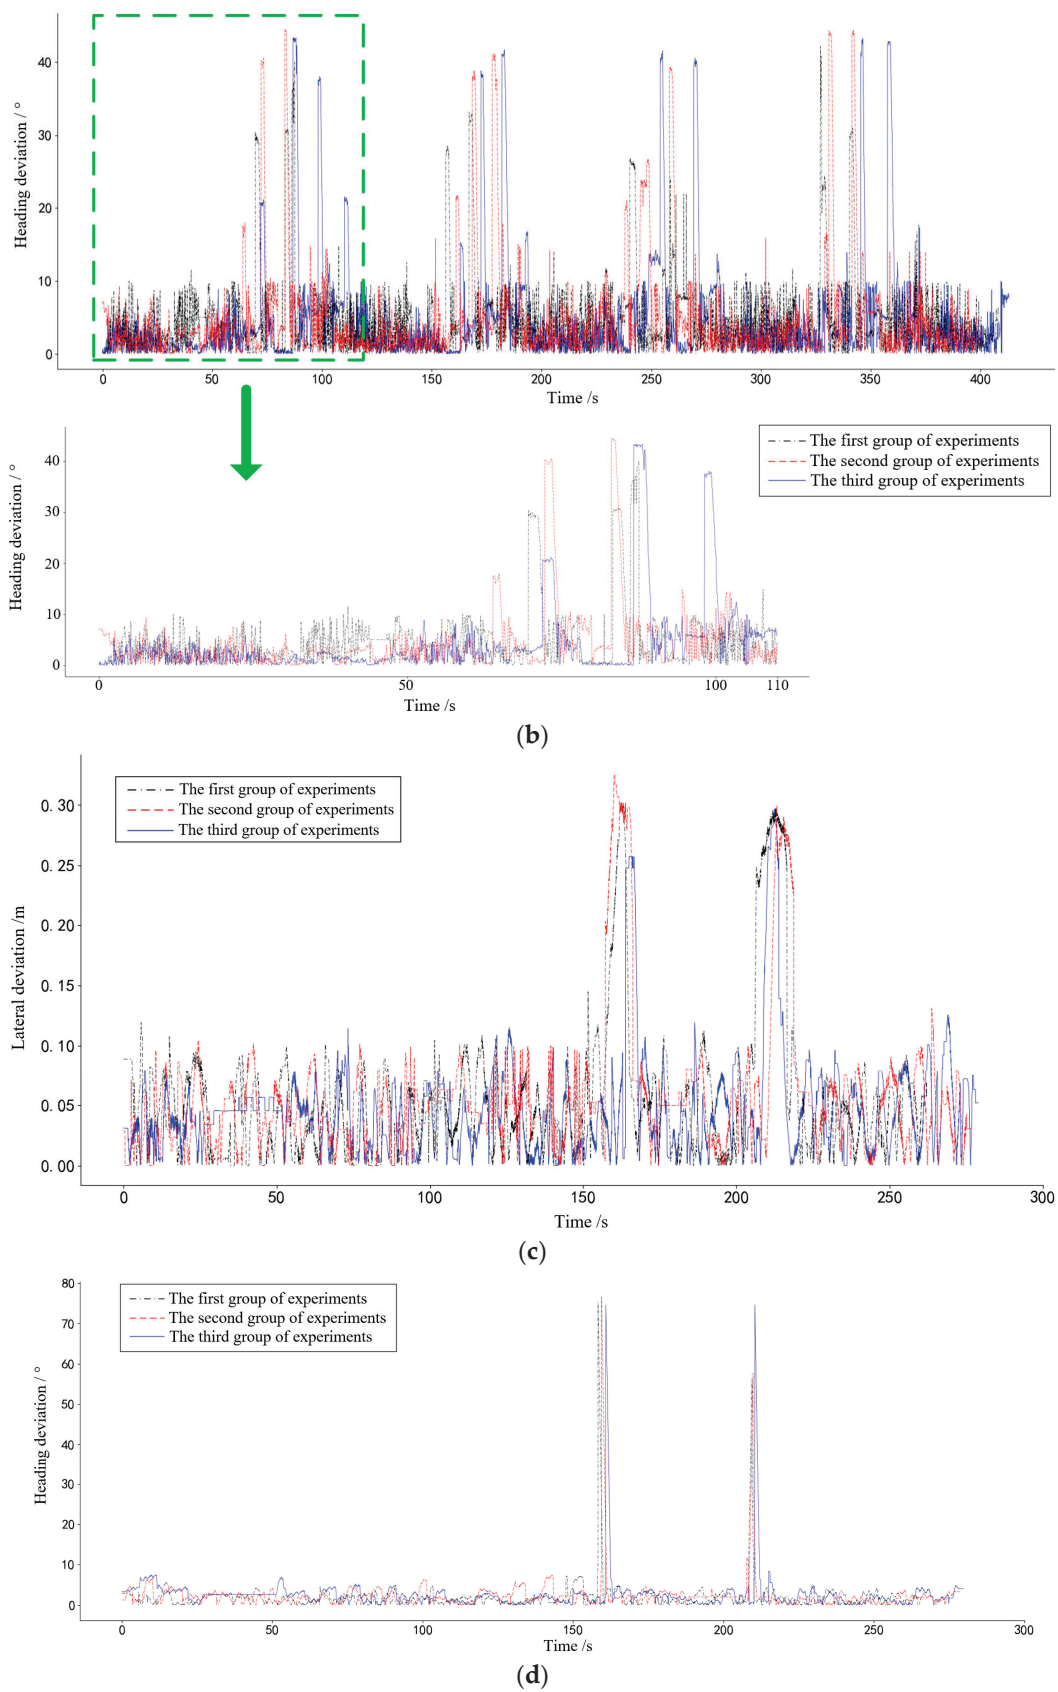 40
30
20
10
0
Heading deviation / °
0 50 100 150 200 250 300 350 400
Time /s
40
30
20
10
0
Heading deviation / °
The first group of experiments
The second group of experiments
The third group of experiments
0 50 100 110
Time /s
(b)
The first group of experiments
The second group of experiments
The third group of experiments
0.30
0.25
0.20
0.15
0.10
0.05
0.00
Lateral deviation /m
0 50 100 150 200 250 300
Time /s
(c)
The first group of experiments
The second group of experiments
The third group of experiments
80
70
60
50
40
30
20
10
0
Heading deviation / °
0 50 100 150 200 250 300
Time /s
(d)